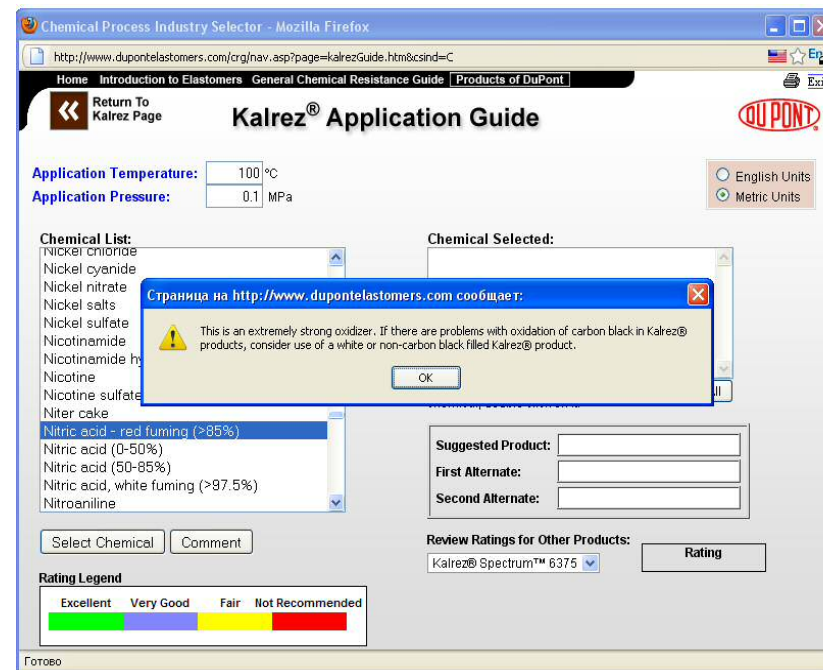 Chemical Process Industry Selector - Mozilla Firefox
http://www.dupontelastomers.com/crg/nav.asp?page=kalrezGuide.htm&csind=C
Home Introduction to Elastomers General Chemical Resistance Guide Products of DuPont
Return To
Kalrez Page
Kalrez® Application Guide
DU PONT
Application Temperature: 100 °C
Application Pressure: 0.1 MPa
English Units
Metric Units
Chemical List:
Nickel chloride
Nickel cyanide
Nickel nitrate
Nickel salts
Nickel sulfate
Nicotinamide
Nicotinamide
Nicotine
Nicotine sulfate
Niter cake
Nitric acid - red fuming (>85%)
Nitric acid (0-50%)
Nitric acid (50-85%)
Nitric acid, white fuming (>97.5%)
Nitroaniline
Chemical Selected:
Страница на http://www.dupontelastomers.com сообщает:
This is an extremely strong oxidizer. If there are problems with oxidation of carbon black in Kalrez®
products, consider use of a white or non-carbon black filled Kalrez® product.
OK
Suggested Product:
First Alternate:
Second Alternate:
Select Chemical Comment
Review Ratings for Other Products:
Kalrez® Spectrum™ 6375
Rating
Rating Legend
Excellent Very Good Fair Not Recommended
Готово